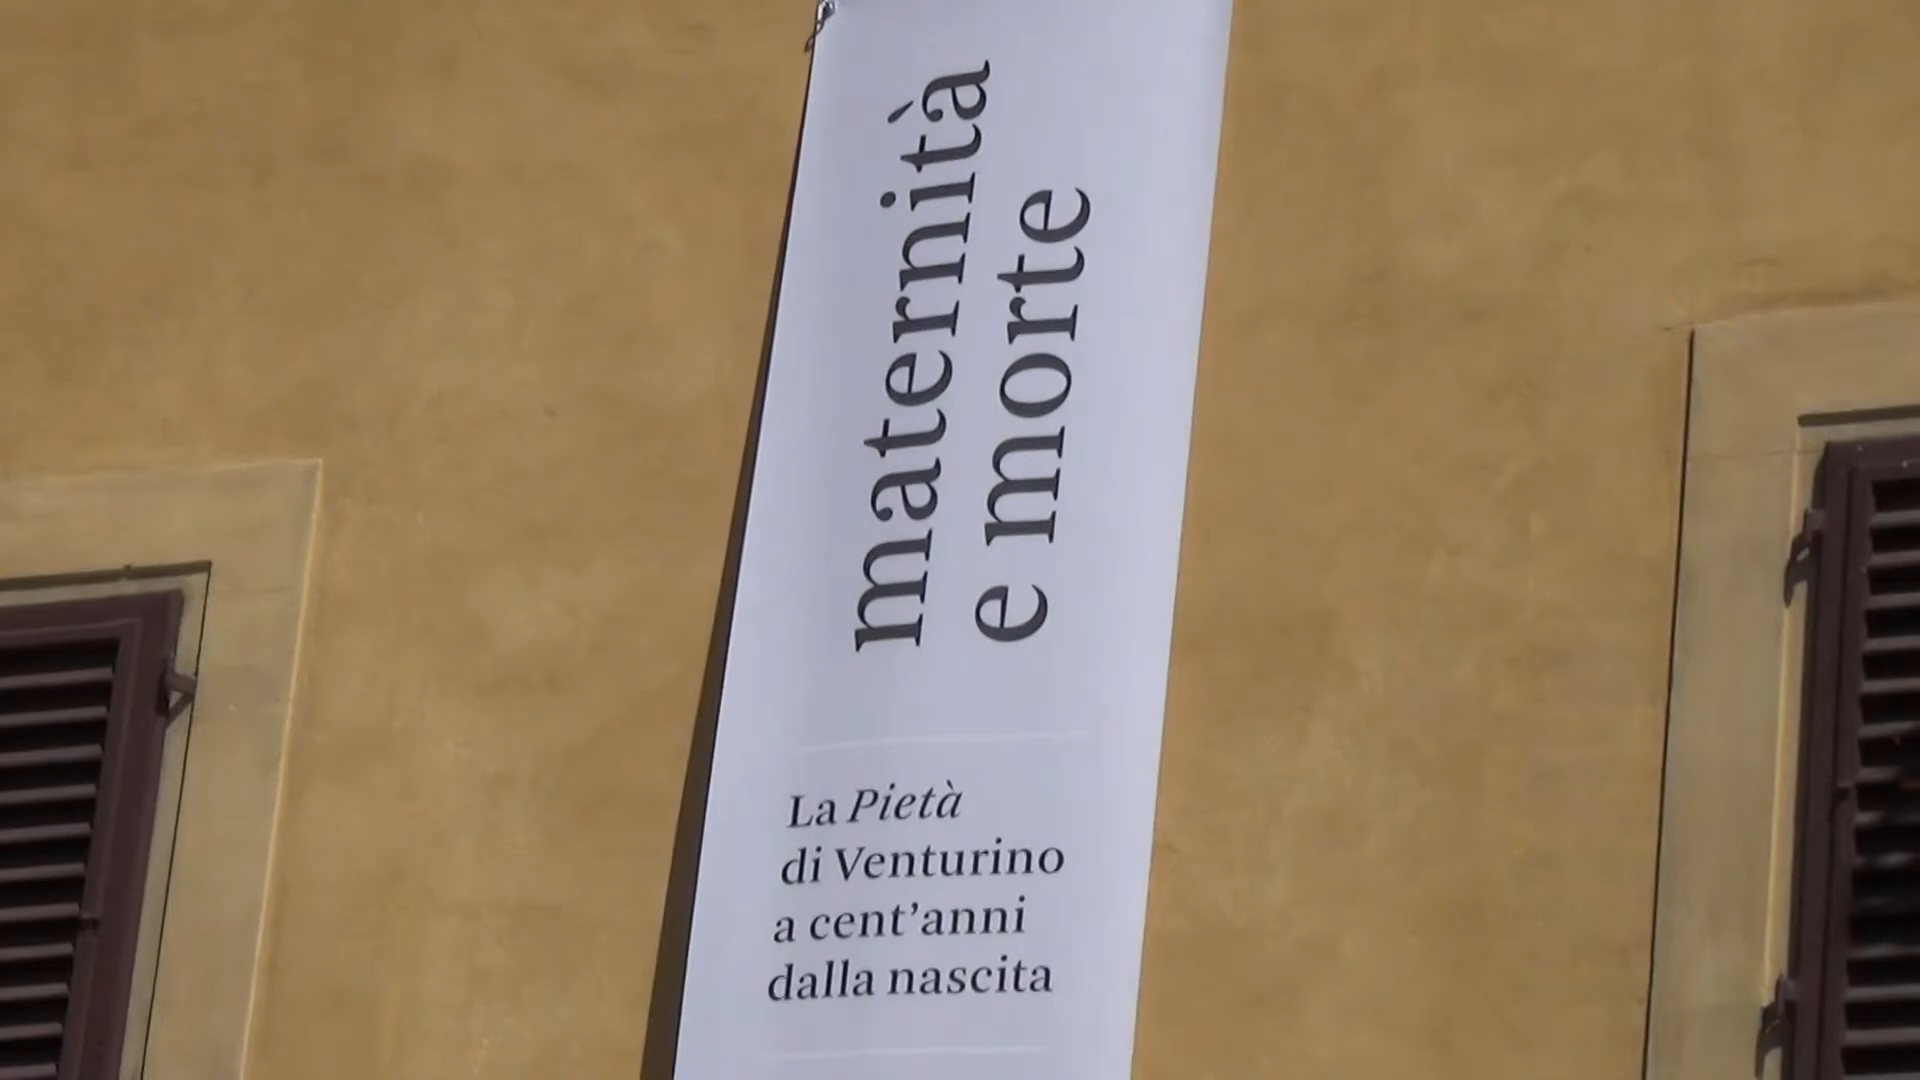 maternità
e morte
La Pietà
di Venturino
a cent’anni
dalla nascita